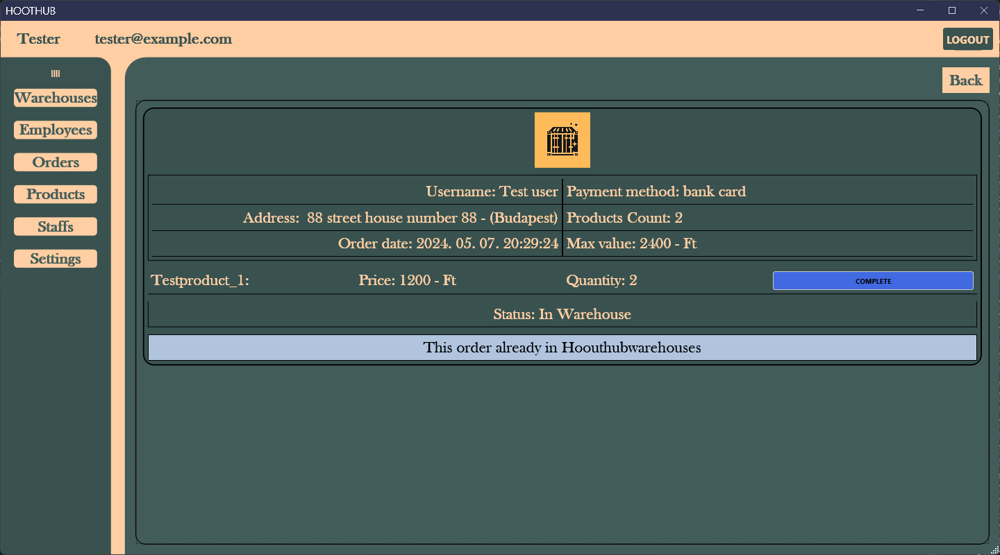 HOOTHUB
Tester tester@example.com LOGOUT
Back
Warehouses
Employees
Orders
Products
Staffs
Settings
Username: Test user Payment method: bank card
Address:  88 street house number 88 - (Budapest) Products Count: 2
Order date: 2024. 05. 07. 20:29:24 Max value: 2400 - Ft
Testproduct_1: Price: 1200 - Ft Quantity: 2 COMPLETE
Status: In Warehouse
This order already in Hoouthubwarehouses